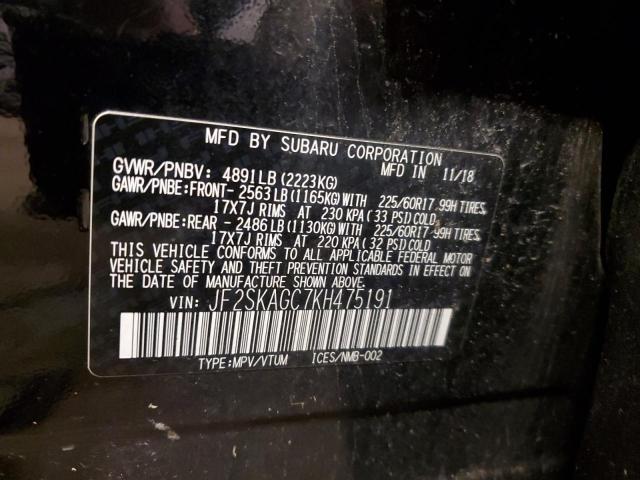 MFD BY SUBARU CORPORATION
GVWR/PNBV: 4891LB (2223KG) MFD IN 11/18
GAWR/PNBE:FRONT- 2563LB (1165KG) WITH 225/60R17 99H TIRES,
17X7J RIMS AT 230 KPA (33 PSI) COLD
GAWR/PNBE:REAR - 2486LB (1130KG) WITH 225/60R17 99H TIRES,
17X7J RIMS AT 220 KPA (32 PSI) COLD
THIS VEHICLE CONFORMS TO ALL APPLICABLE FEDERAL MOTOR
VEHICLE SAFETY AND THEFT PREVENTION STANDARDS IN EFFECT ON
THE DATE OF MANUFACTURE SHOWN ABOVE.
VIN: JF2SKAGC7KH475191
TYPE:MPV/VTUM ICES/NMB-002